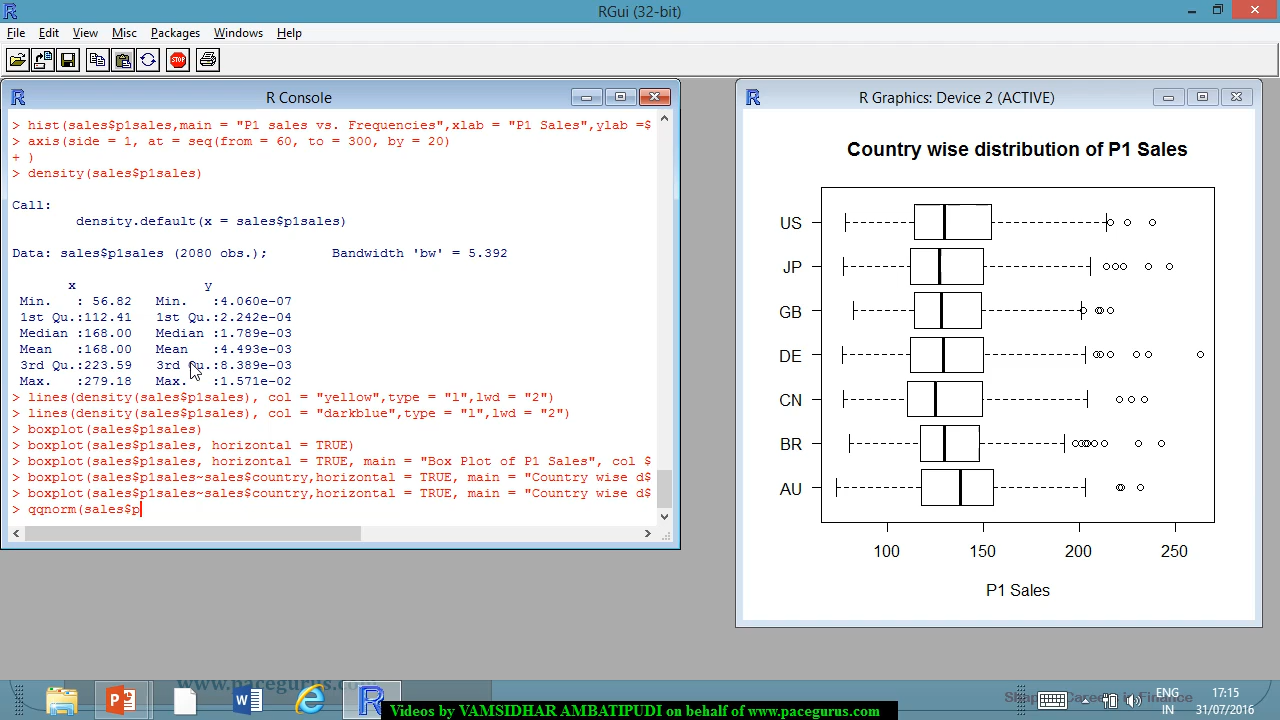 RGui (32-bit)
File Edit View Misc Packages Windows Help
STOP
R Console
> hist(sales$p1sales,main = "P1 sales vs. Frequencies",xlab = "P1 Sales",ylab =$
> axis(side = 1, at = seq(from = 60, to = 300, by = 20)
+ )
> density(sales$p1sales)
Call:
density.default(x = sales$p1sales)
Data: sales$p1sales (2080 obs.); Bandwidth 'bw' = 5.392
x y
Min. : 56.82 Min. :4.060e-07
1st Qu.:112.41 1st Qu.:2.242e-04
Median :168.00 Median :1.789e-03
Mean :168.00 Mean :4.493e-03
3rd Qu.:223.59 3rd Qu.:8.389e-03
Max. :279.18 Max. :1.571e-02
> lines(density(sales$p1sales), col = "yellow",type = "l",lwd = "2")
> lines(density(sales$p1sales), col = "darkblue",type = "l",lwd = "2")
> boxplot(sales$p1sales)
> boxplot(sales$p1sales, horizontal = TRUE)
> boxplot(sales$p1sales, horizontal = TRUE, main = "Box Plot of P1 Sales", col $
> boxplot(sales$p1sales~sales$country,horizontal = TRUE, main = "Country wise d$
> boxplot(sales$p1sales~sales$country,horizontal = TRUE, main = "Country wise d$
> qqnorm(sales$p
R Graphics: Device 2 (ACTIVE)
Country wise distribution of P1 Sales
US
JP
GB
DE
CN
BR
AU
100 150 200 250
P1 Sales
www.pacegurus.com
in Finance
ENG
IN
17:15
31/07/2016
Videos by VAMSIDHAR AMBATIPUDI on behalf of www.pacegurus.com